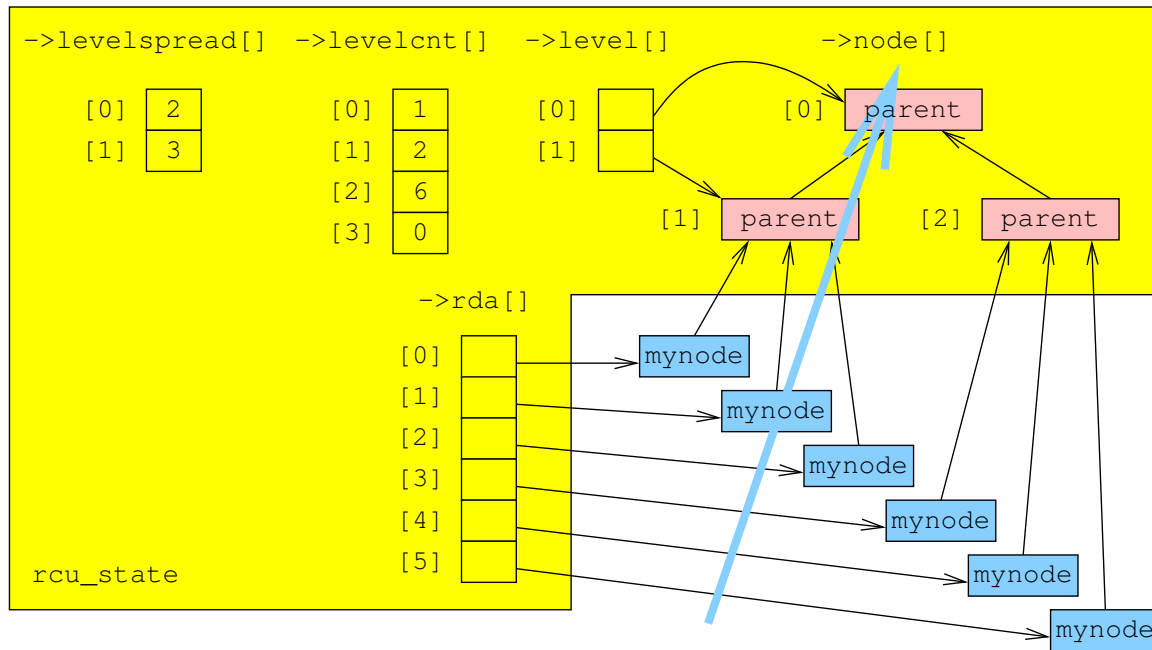 ->levelspread[] ->levelcnt[] ->level[] ->node[]
[0] 2 [0] 1 [0] [0] parent
[1] 3 [1] 2 [1]
[2] 6 [1] parent [2] parent
[3] 0
->rda[]
[0] mynode
[1] mynode
[2] mynode
[3] mynode
[4] mynode
[5] mynode
rcu_state